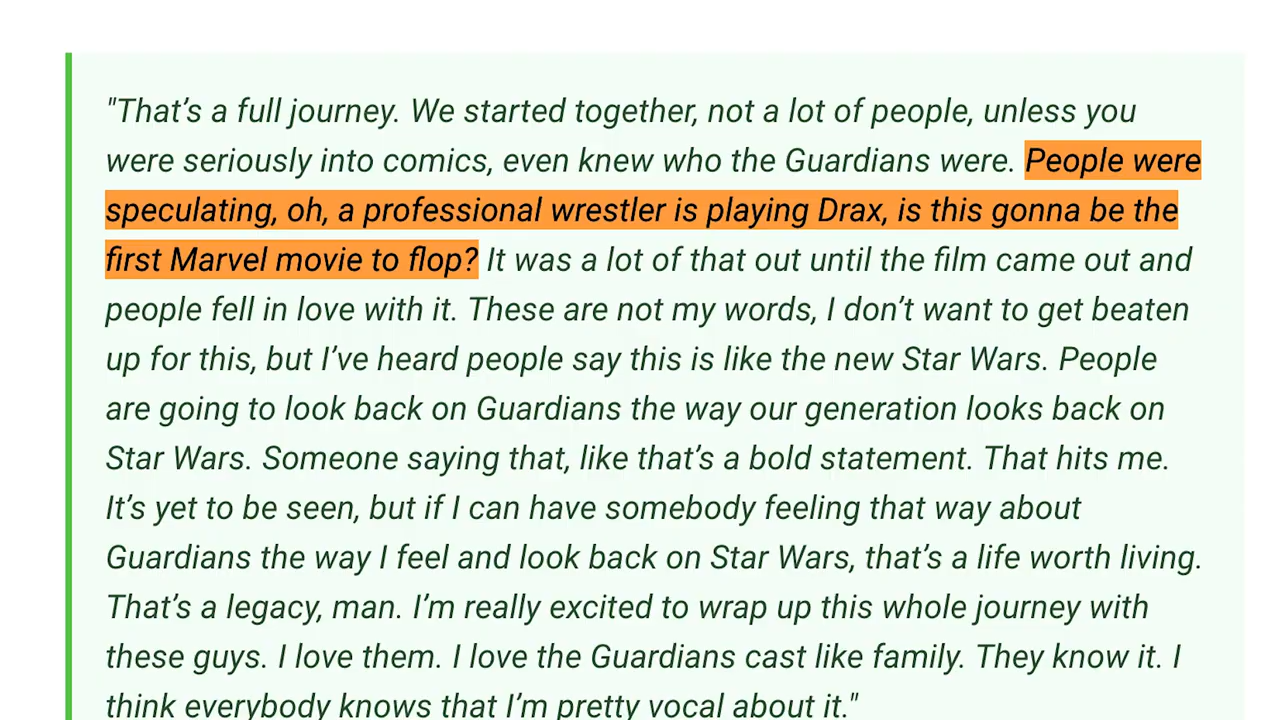 "That’s a full journey. We started together, not a lot of people, unless you
were seriously into comics, even knew who the Guardians were. People were
speculating, oh, a professional wrestler is playing Drax, is this gonna be the
first Marvel movie to flop? It was a lot of that out until the film came out and
people fell in love with it. These are not my words, I don’t want to get beaten
up for this, but I’ve heard people say this is like the new Star Wars. People
are going to look back on Guardians the way our generation looks back on
Star Wars. Someone saying that, like that’s a bold statement. That hits me.
It’s yet to be seen, but if I can have somebody feeling that way about
Guardians the way I feel and look back on Star Wars, that’s a life worth living.
That’s a legacy, man. I’m really excited to wrap up this whole journey with
these guys. I love them. I love the Guardians cast like family. They know it. I
think everybody knows that I’m pretty vocal about it."